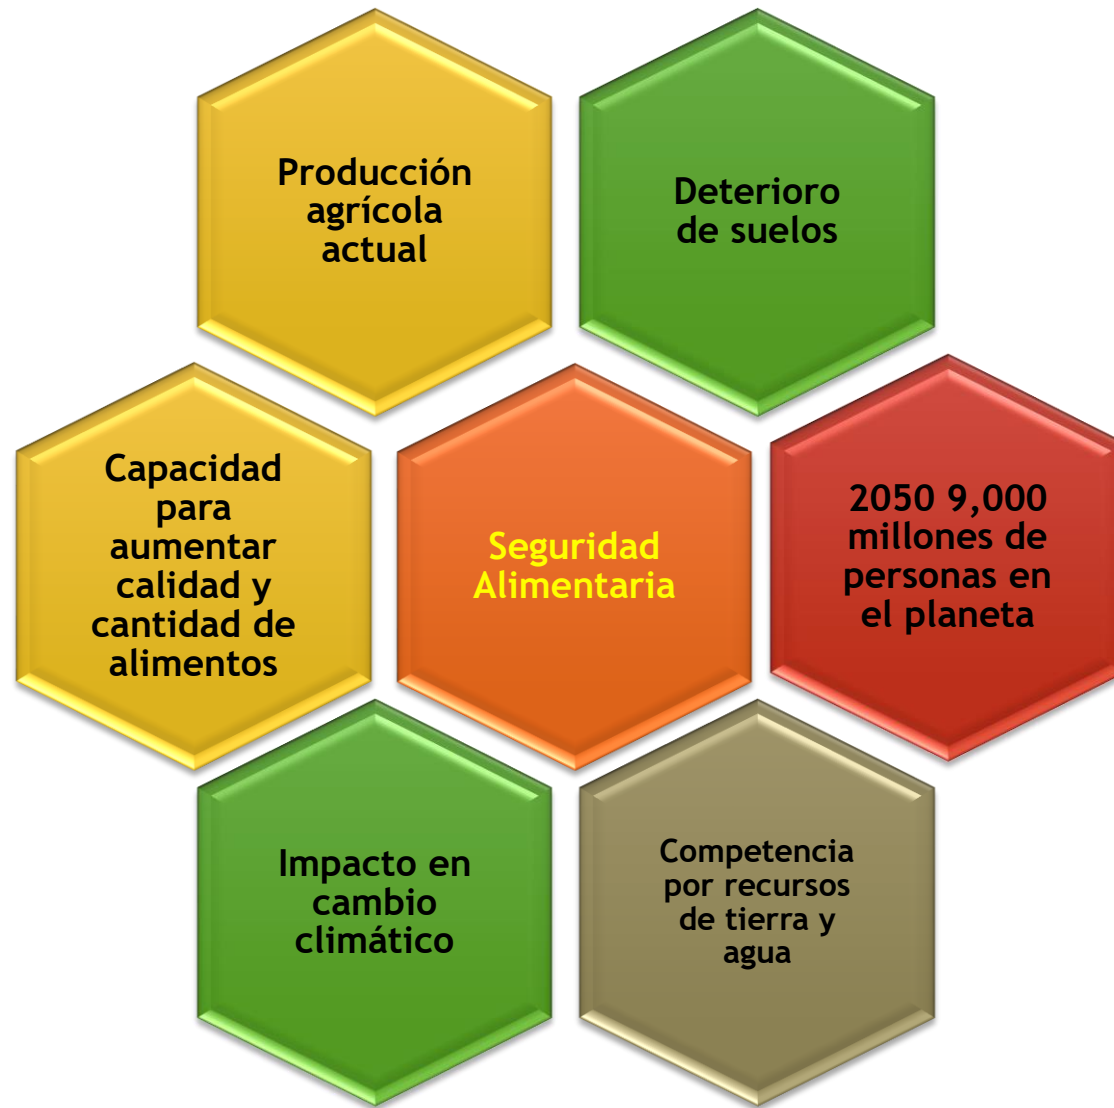 Producción
agrícola
actual
Deterioro
de suelos
Capacidad
para
aumentar
calidad y
cantidad de
alimentos
Seguridad
Alimentaria
2050 9,000
millones de
personas en
el planeta
Impacto en
cambio
climático
Competencia
por recursos
de tierra y
agua